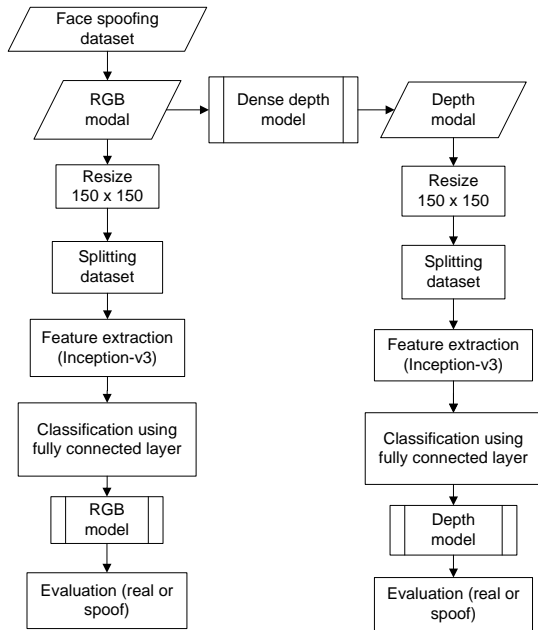 Face spoofing
dataset
RGB
modal
Dense depth
model
Depth
modal
Resize
150 x 150
Splitting
dataset
Feature extraction
(Inception-v3)
Classification using
fully connected layer
RGB
model
Evaluation (real or
spoof)
Resize
150 x 150
Splitting
dataset
Feature extraction
(Inception-v3)
Classification using
fully connected layer
Depth
model
Evaluation (real or
spoof)